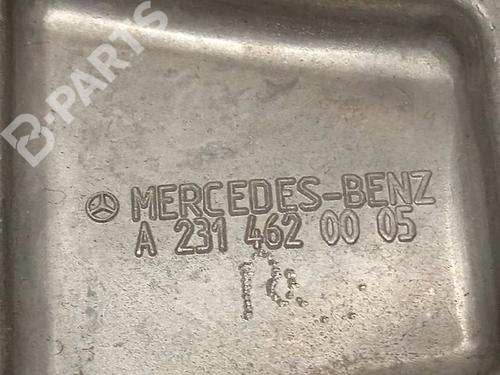 B-PARTS
MERCEDES-BENZ
A 231 462 00 05